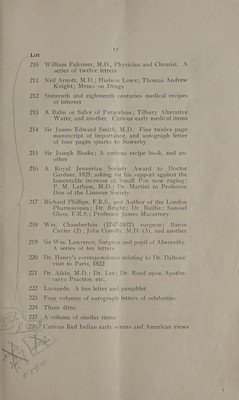 17
Lot
210 William Falconer, M.D., Physician and Chemist. A
series of twelve letters
211 Neil Arnott, M.D.; Hudson Lowe; Thomas Andrew
Knight; Memo on Drugs
212 Sixteenth and eighteenth centuries medical recipes
of interest
213 A Balm or Salve of Paracelsus; Tilbury Alterative
Water, and another. Curious early medical items
214 Sir James Edward Smith, M.D. Fine twelve page
manuscript of importance, and autograph letter
of four pages quarto to Sowerby
215 Sir Joseph Banks; A curious recipe book, and an-
other
216 A Royal Jennerian Society Award to Doctor
Gardner, 1825, asking for his support against the
lamentable increase of Small Pox now raging;
P. M. Latham, M.D.; De Martini to Professor
Don of the Linnean Society
217 Richard Phillips, F.R.S., and Author of the London
Pharmacopœa; Dr. Bright; Dr. Baillie; Samuel
Glass, F.R.S.; Professor James Macartney
218 Wm. Chamberlain (1747-1822) surgeon; Baron
Cuvier (2); John Conolly, M.D. (3), and another
219 Sir Wm. Lawrence, Surgeon and pupil of Abernethy.
A series of ten letters
220 Dr. Henry's correspondence relating to Dr. Daltons'
visit to Paris, 1822
221 Dr. Aikin, M.D.; Dr. Lee; Dr. Rond upon Apothe-
carys Practice, etc.
222 Lacepede. A fine letter and pamphlet
223 Four volumes of autograph letters of celebrities
224 Three ditto
225 A volume of similar items
226 Curious Red Indian early scenes and American views